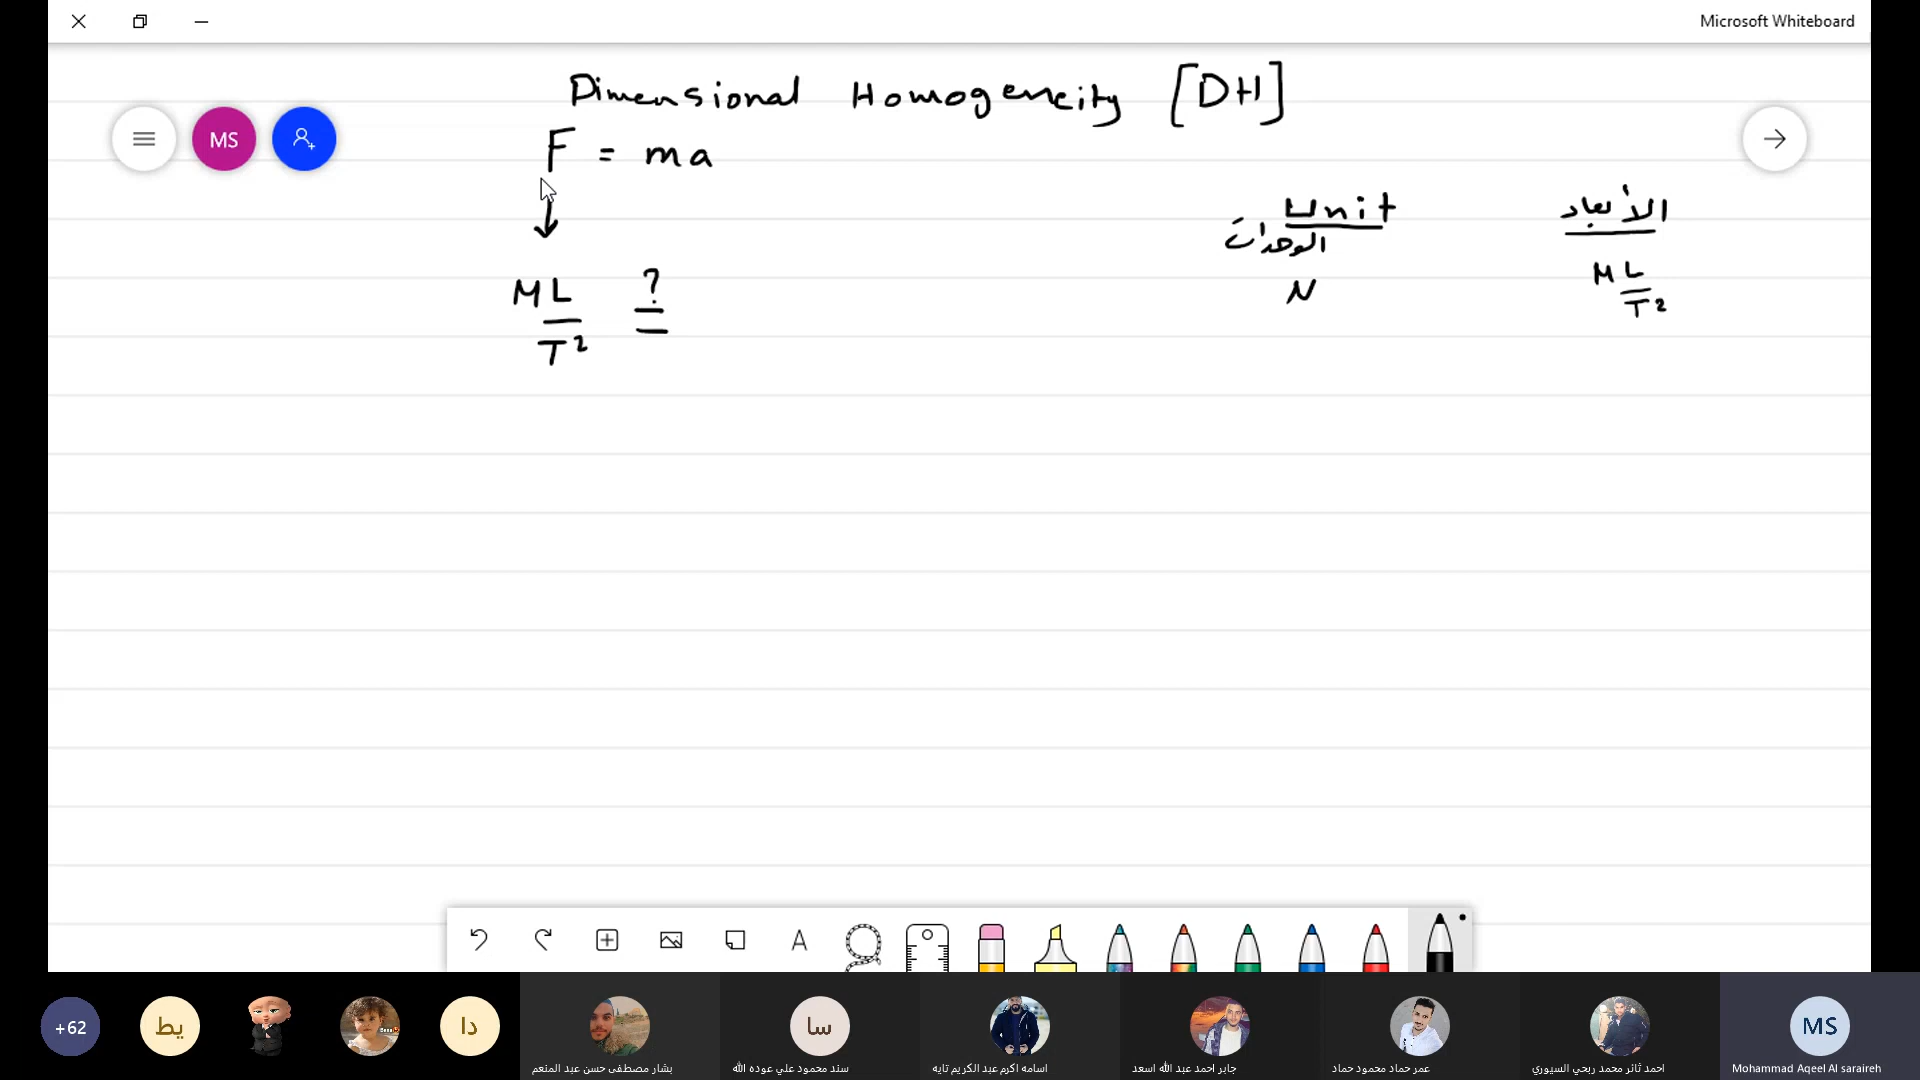 Microsoft Whiteboard
Dimensional Homogeneity [DH]
MS
F = ma
Unit
الأبعاد
الوحدات
N
ML
T²
ML
T²
?
=
A
+62
يط
دا
سا
MS
بشار مصطفى حسن عبد المنعم
سند محمود علي عوده الله
اسامه اكرم عبد الكريم تايه
جابر احمد عبد الله اسعد
عمر حماد محمود حماد
احمد ثائر محمد ربحي السيوري
Mohammad Aqeel Al saraireh